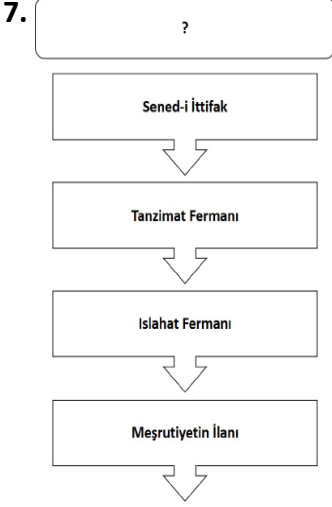 7.
?
Sened-i İttifak
Tanzimat Fermanı
Islahat Fermanı
Meşrutiyetin İlanı